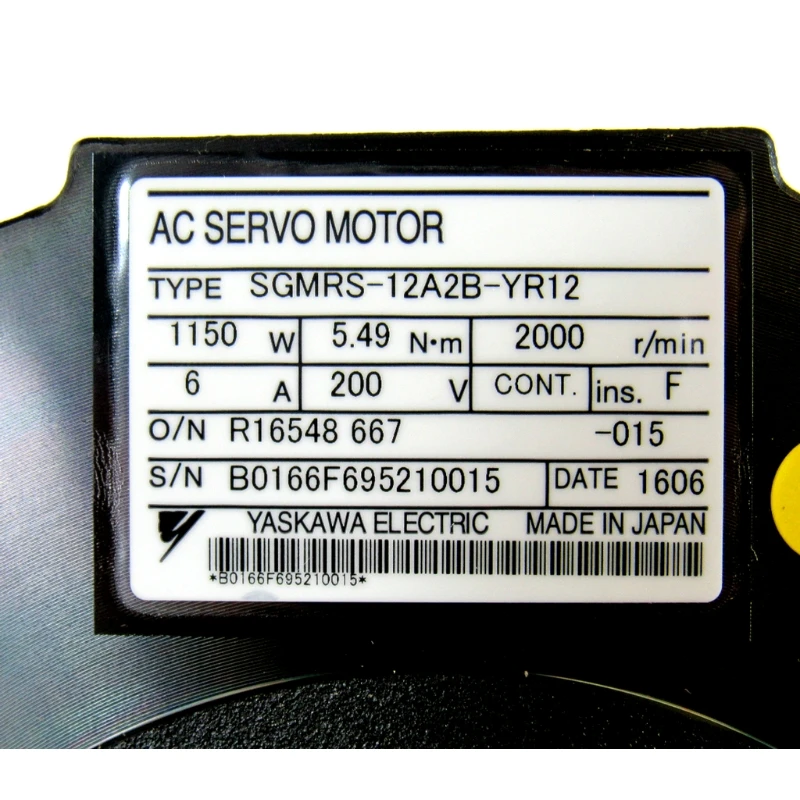 AC SERVO MOTOR
TYPE SGMRS-12A2B-YR12
1150 W 5.49 N•m 2000 r/min
6 A 200 V CONT. ins. F
O/N R16548 667 -015
S/N B0166F695210015 DATE 1606
YASKAWA ELECTRIC MADE IN JAPAN
*B0166F695210015*